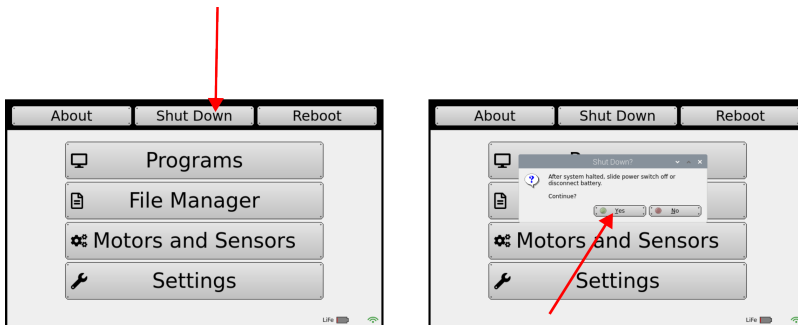 About Shut Down Reboot
Programs
File Manager
Motors and Sensors
Settings
LiFe
About Shut Down Reboot
Shut Down?
After system halted, slide power switch off or
disconnect battery.
Continue?
Yes No
Motors and Sensors
Settings
LiFe